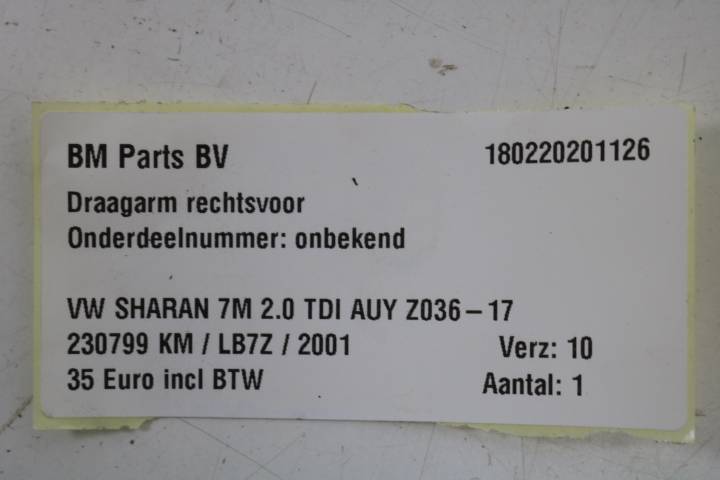 BM Parts BV 180220201126
Draagarm rechtsvoor
Onderdeelnummer: onbekend
VW SHARAN 7M 2.0 TDI AUY Z036-17
230799 KM / LB7Z / 2001 Verz: 10
35 Euro incl BTW Aantal: 1